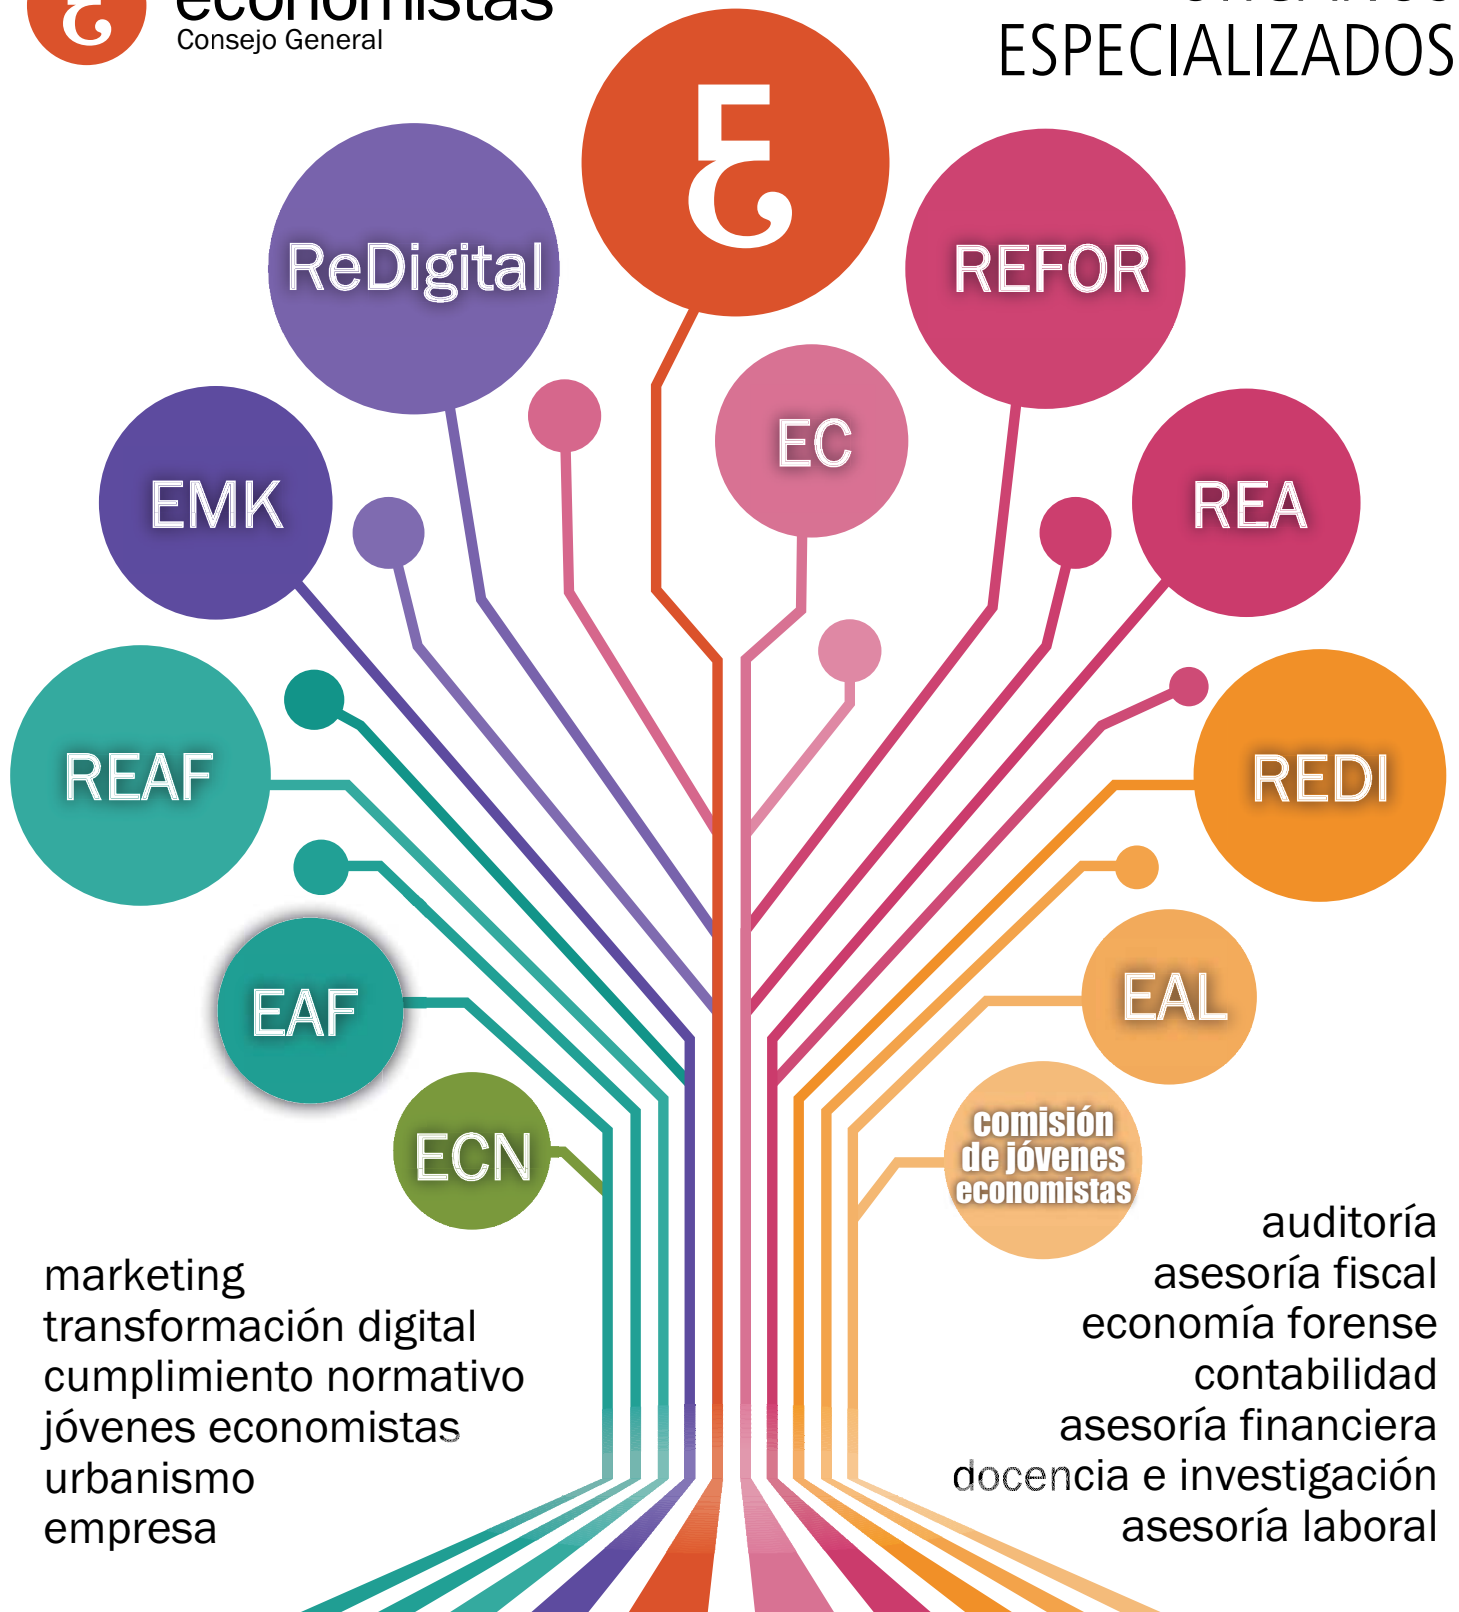 economistas
Consejo General
ESPECIALIZADOS
ReDigital
REFOR
EC
EMK
REA
REAF
REDI
EAF
EAL
ECN
comisión
de jóvenes
economistas
marketing
transformación digital
cumplimiento normativo
jóvenes economistas
urbanismo
empresa
auditoría
asesoría fiscal
economía forense
contabilidad
asesoría financiera
docencia e investigación
asesoría laboral